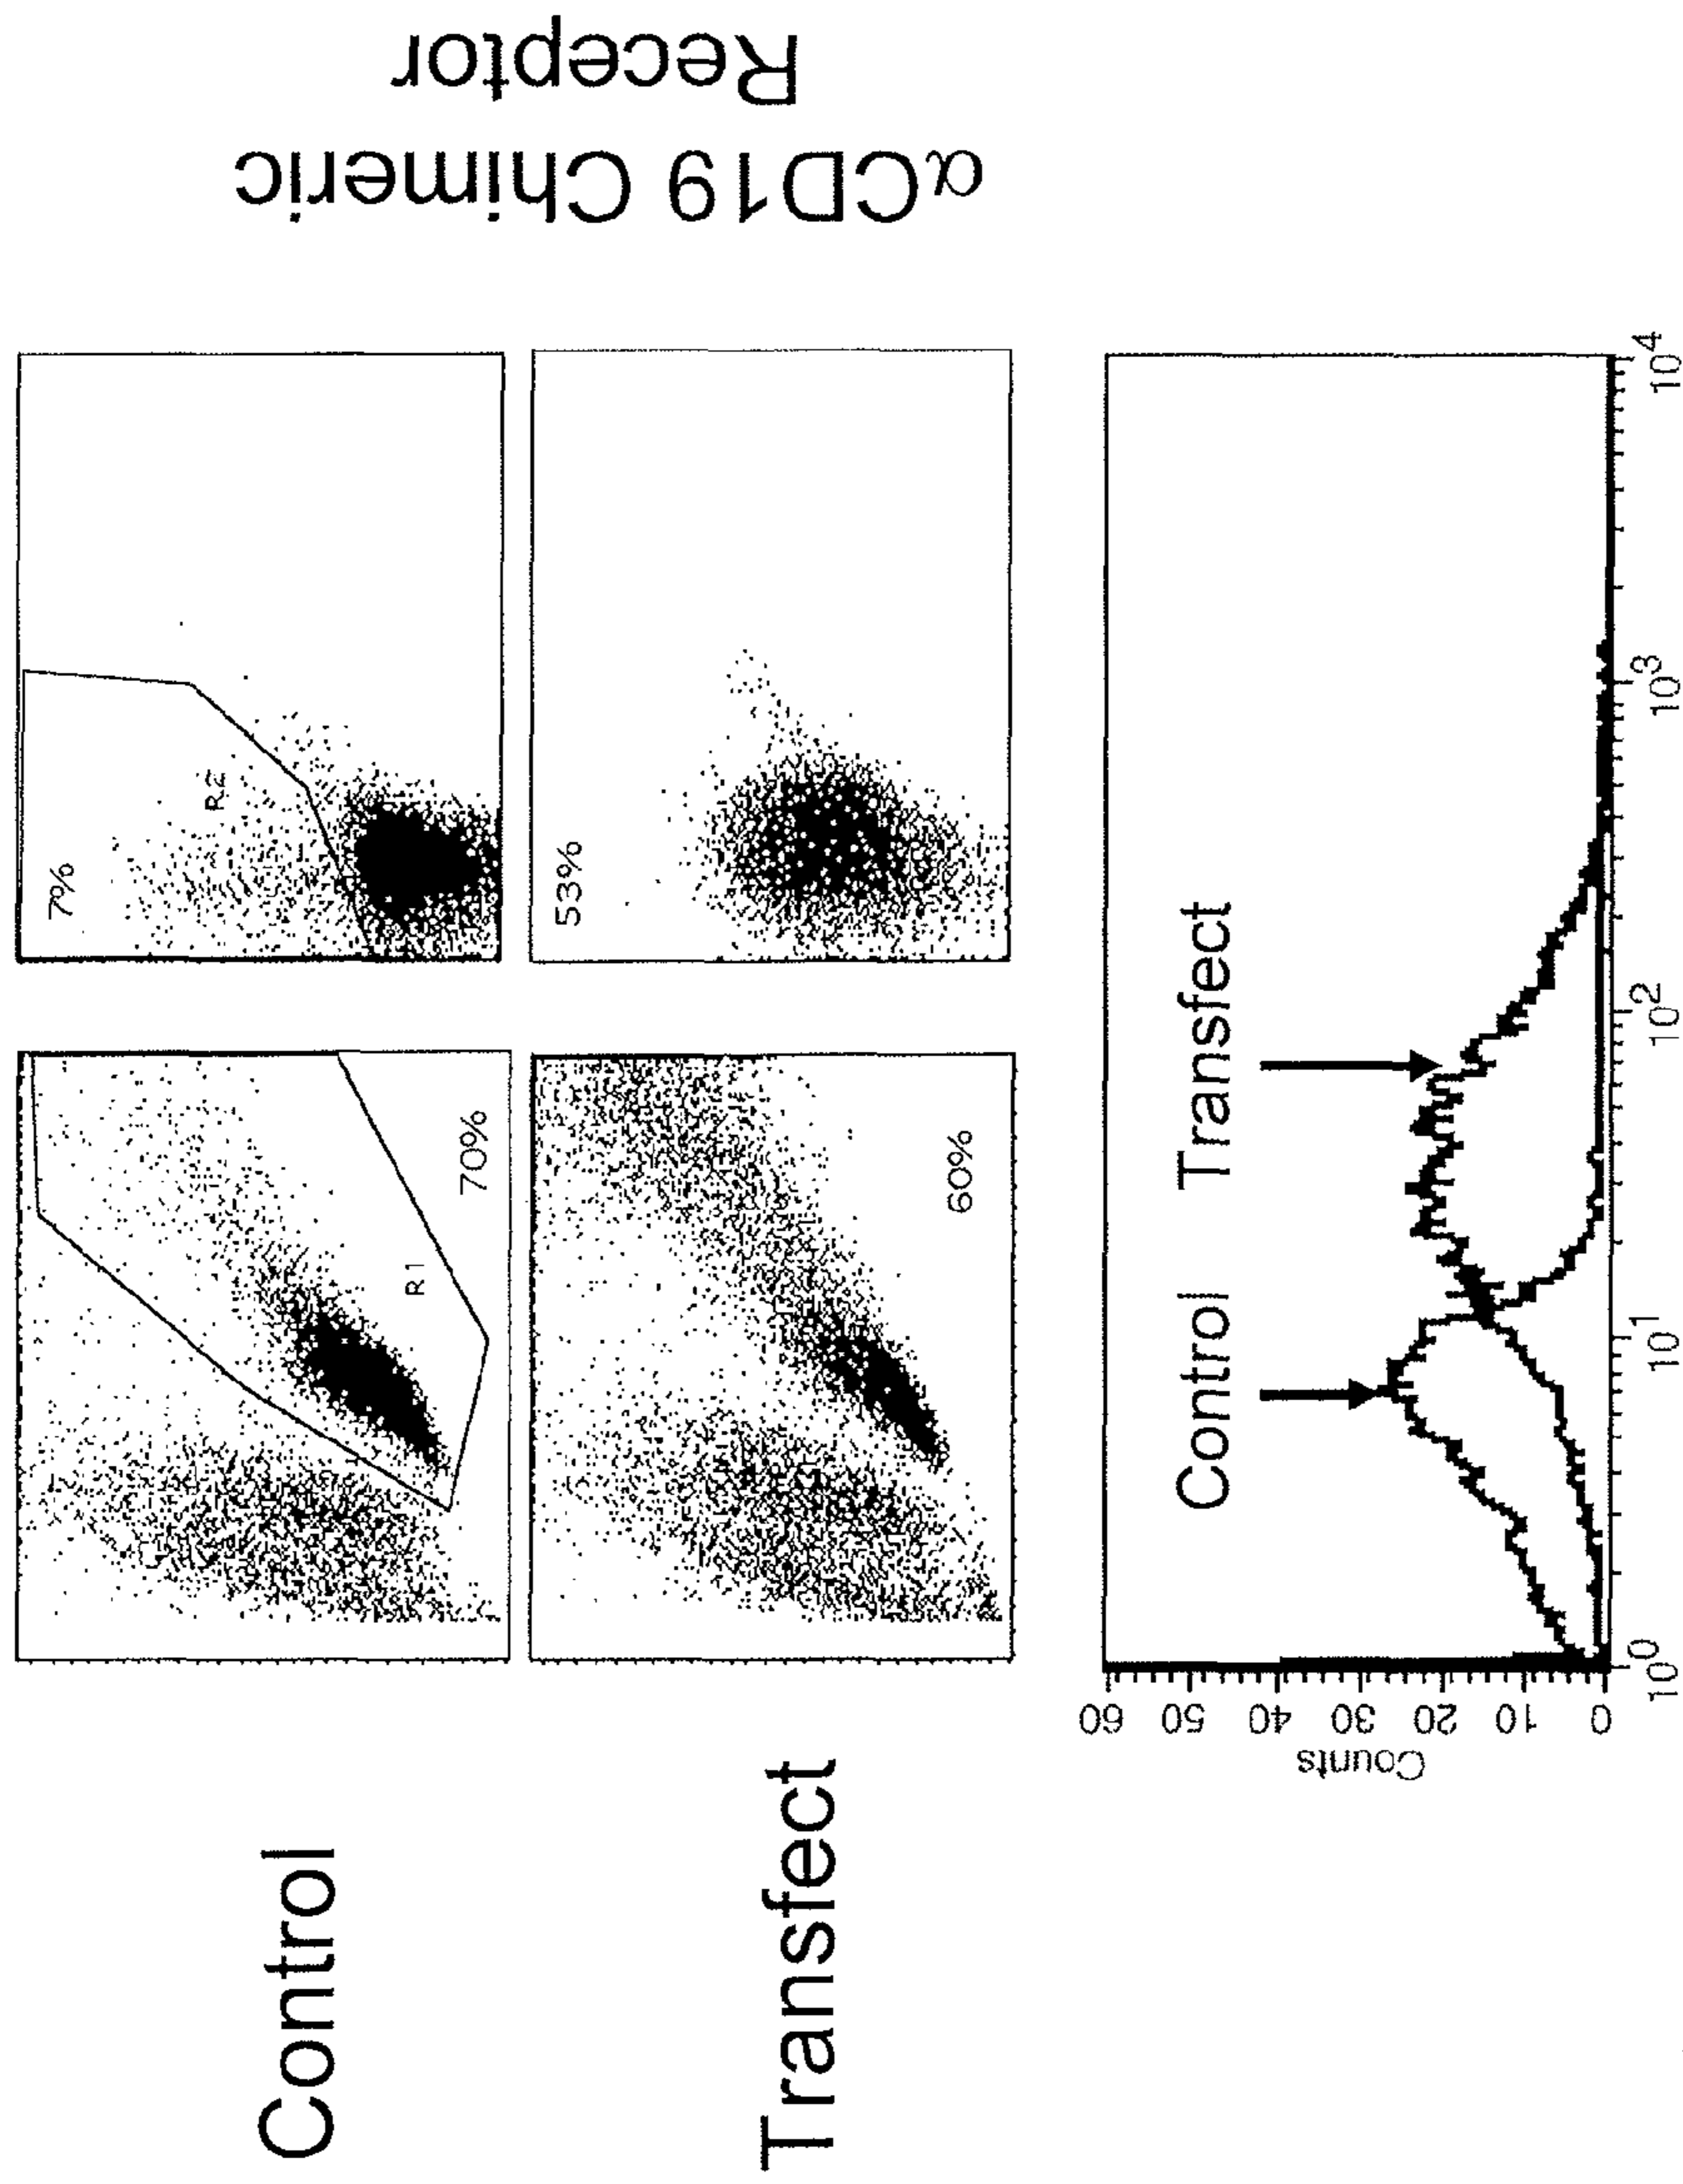 αCD19 Chimeric
Receptor
Control
70%
R1
7%
R2
Transfect
60%
53%
Control
Transfect
Counts
60
50
40
30
20
10
0
10^0
10^1
10^2
10^3
10^4